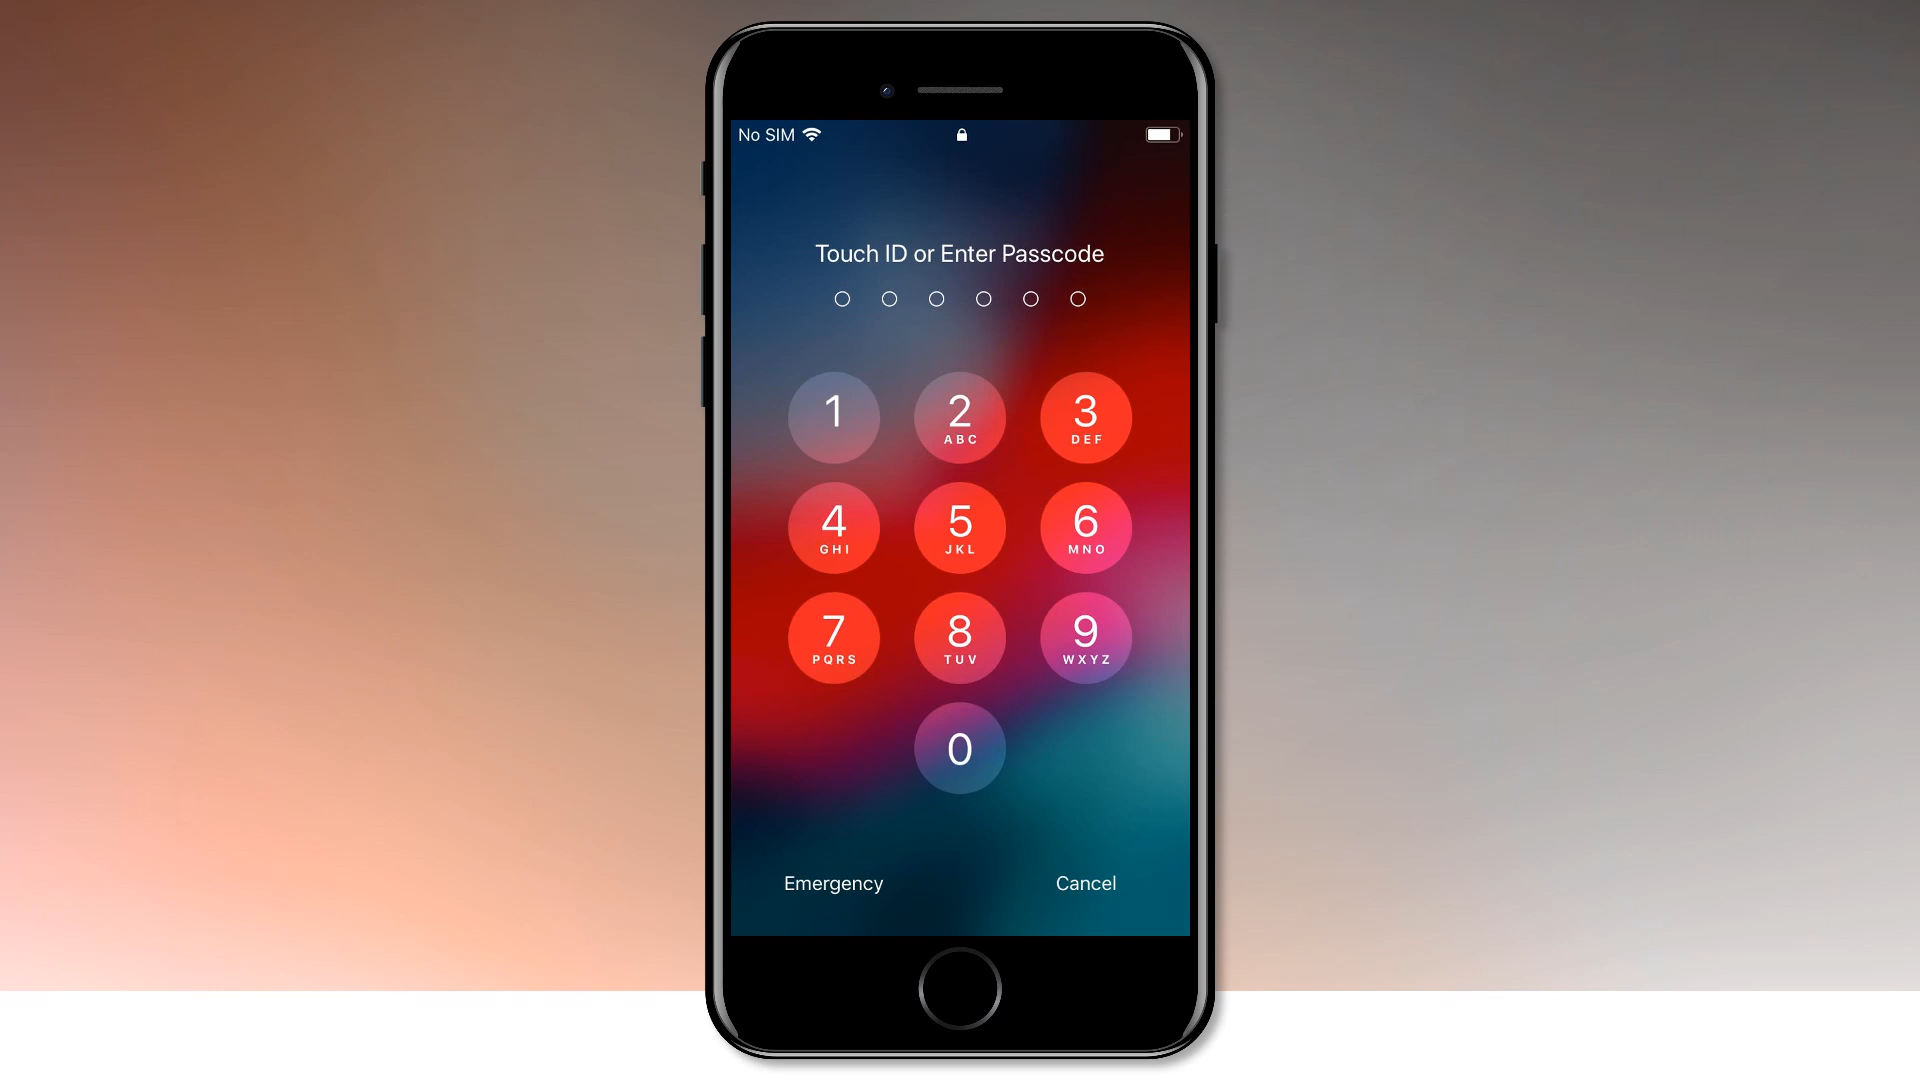 No SIM
Touch ID or Enter Passcode
1 2 3
ABC DEF
4 5 6
GHI JKL MNO
7 8 9
PQRS TUV WXYZ
0
Emergency Cancel